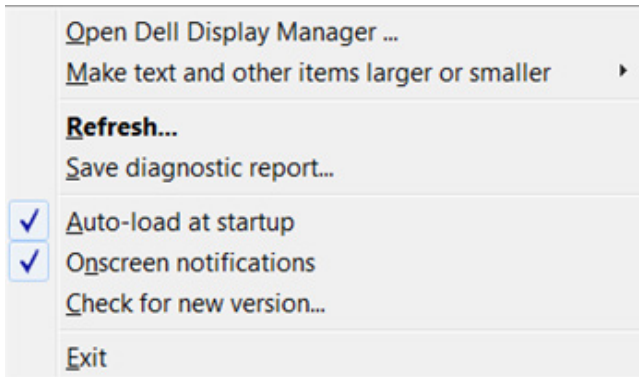 Open Dell Display Manager ...
Make text and other items larger or smaller
Refresh...
Save diagnostic report...
Auto-load at startup
Onscreen notifications
Check for new version...
Exit